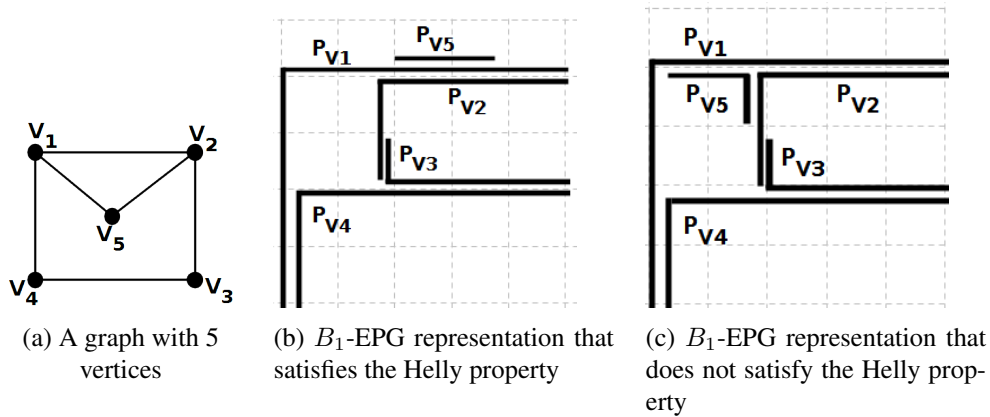 V1
V2
V5
V4
V3
(a) A graph with 5
vertices
PV5
PV1
PV2
PV3
PV4
(b) B1-EPG representation that
satisfies the Helly property
PV1
PV5
PV2
PV3
PV4
(c) B1-EPG representation that
does not satisfy the Helly prop-
erty